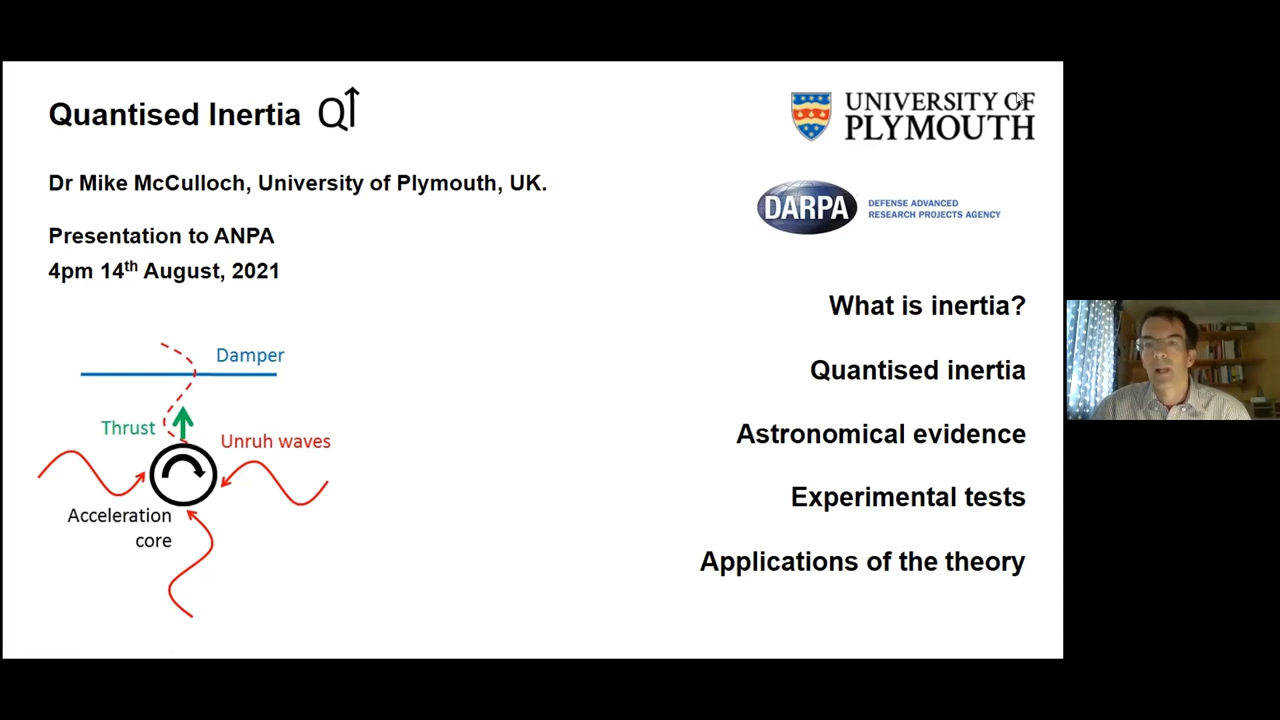 Quantised Inertia QI
Dr Mike McCulloch, University of Plymouth, UK.
Presentation to ANPA
4pm 14th August, 2021
UNIVERSITY OF
PLYMOUTH
DARPA
DEFENSE ADVANCED
RESEARCH PROJECTS AGENCY
What is inertia?
Quantised inertia
Astronomical evidence
Experimental tests
Applications of the theory
Damper
Thrust
Unruh waves
Acceleration
core